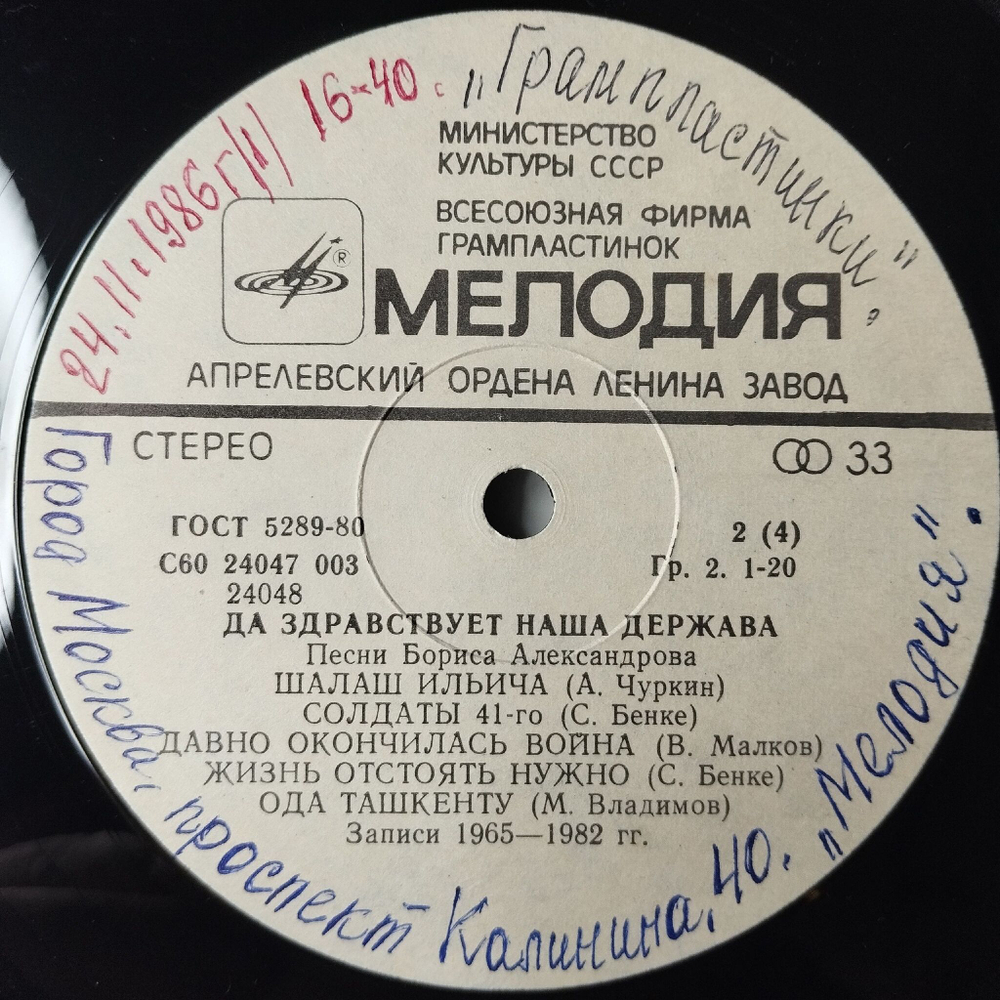 24.11.1986г/1/ 16-40.
„Грампластинки".
МИНИСТЕРСТВО
КУЛЬТУРЫ СССР
ВСЕСОЮЗНАЯ ФИРМА
ГРАМПЛАСТИНОК
®
МЕЛОДИЯ
АПРЕЛЕВСКИЙ ОРДЕНА ЛЕНИНА ЗАВОД
СТЕРЕО
33
ГОСТ 5289-80
2 (4)
С60 24047 003
Гр. 2. 1-20
24048
ДА ЗДРАВСТВУЕТ НАША ДЕРЖАВА
Песни Бориса Александрова
ШАЛАШ ИЛЬИЧА (А. Чуркин)
СОЛДАТЫ 41-го (С. Бенке)
ДАВНО ОКОНЧИЛАСЬ ВОЙНА (В. Малков)
ЖИЗНЬ ОТСТОЯТЬ НУЖНО (С. Бенке)
ОДА ТАШКЕНТУ (М. Владимов)
Записи 1965—1982 гг.
Город Москва, проспект Калинина, 40. „Мелодия".